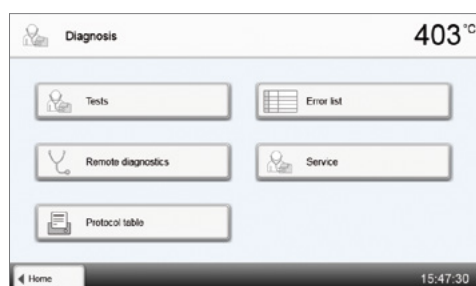 Diagnosis
403 °C
Tests
Error list
Remote diagnostics
Service
Protocol table
Home
15:47:30